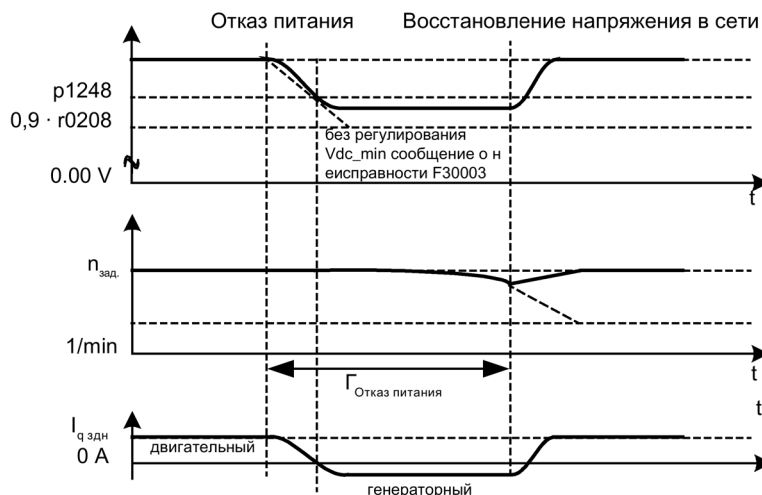 Отказ питания
Восстановление напряжения в сети
p1248
0,9 · r0208
без регулирования
Vdc_min сообщение о н
еисправности F30003
0.00 V
t
nзад.
1/min
t
ГОтказ питания
t
Iq здн
двигательный
0 A
генераторный